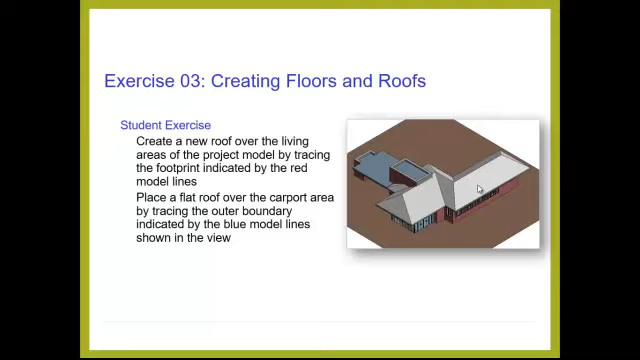 Exercise 03: Creating Floors and Roofs
Student Exercise
Create a new roof over the living
areas of the project model by tracing
the footprint indicated by the red
model lines
Place a flat roof over the carport area
by tracing the outer boundary
indicated by the blue model lines
shown in the view